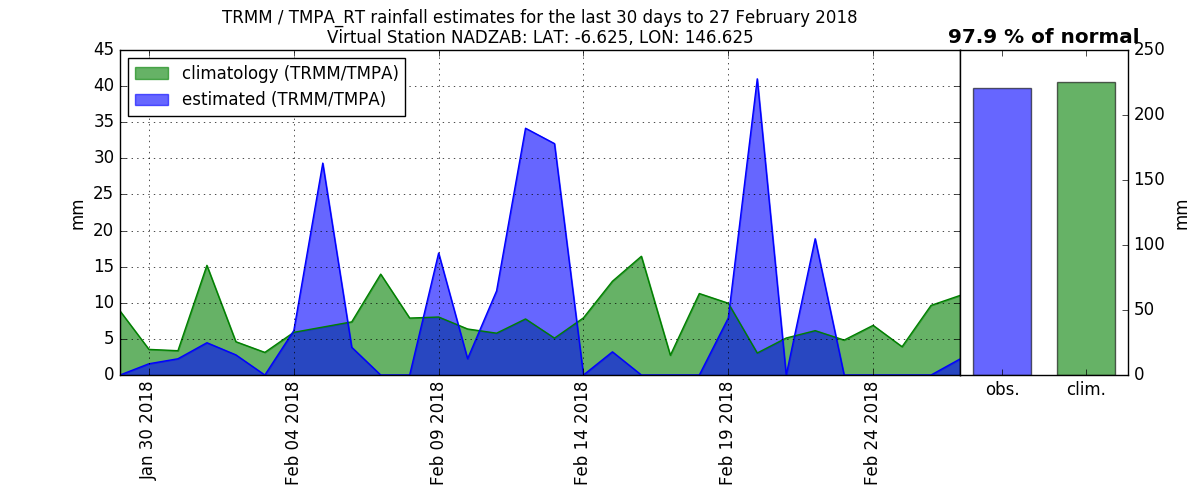 TRMM / TMPA_RT rainfall estimates for the last 30 days to 27 February 2018
Virtual Station NADZAB: LAT: -6.625, LON: 146.625
97.9 % of normal
climatology (TRMM/TMPA)
estimated (TRMM/TMPA)
45
40
35
30
25
20
15
10
5
0
mm
Jan 30 2018
Feb 04 2018
Feb 09 2018
Feb 14 2018
Feb 19 2018
Feb 24 2018
250
200
150
100
50
0
mm
obs.
clim.